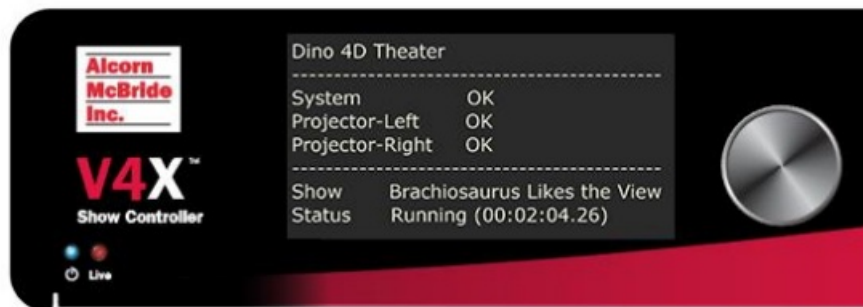 Alcorn
McBride
Inc.
V4X™
Show Controller
Live
Dino 4D Theater
System OK
Projector-Left OK
Projector-Right OK
Show Brachiosaurus Likes the View
Status Running (00:02:04.26)